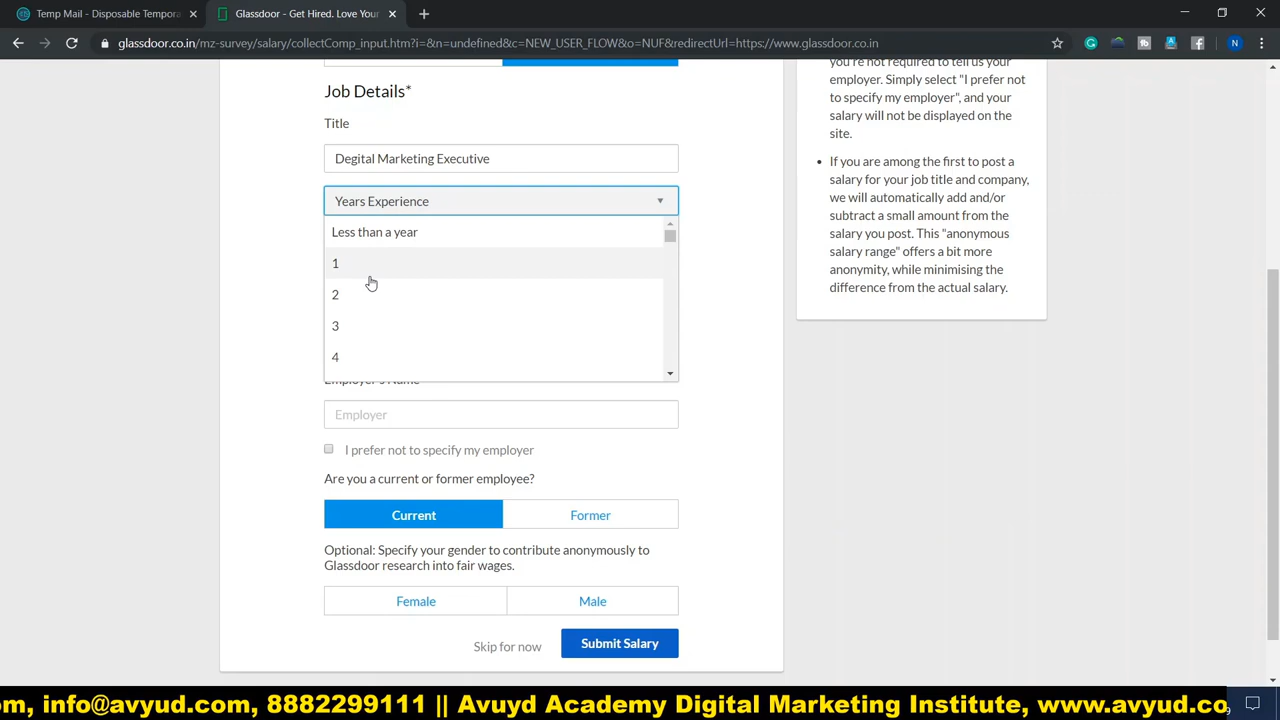 Temp Mail - Disposable Tempora
Glassdoor - Get Hired. Love Your
glassdoor.co.in/mz-survey/salary/collectComp_input.htm?i=&n=undefined&c=NEW_USER_FLOW&o=NUF&redirectUrl=https://www.glassdoor.co.in
N
Job Details*
Title
Degital Marketing Executive
Years Experience
Less than a year
1
2
3
4
Employer's Name
Employer
I prefer not to specify my employer
Are you a current or former employee?
Current
Former
Optional: Specify your gender to contribute anonymously to
Glassdoor research into fair wages.
Female
Male
Skip for now
Submit Salary
you're not required to tell us your
employer. Simply select "I prefer not
to specify my employer", and your
salary will not be displayed on the
site.
• If you are among the first to post a
salary for your job title and company,
we will automatically add and/or
subtract a small amount from the
salary you post. This "anonymous
salary range" offers a bit more
anonymity, while minimising the
difference from the actual salary.
om, info@avyud.com, 8882299111 || Avuyd Academy Digital Marketing Institute, www.avyud.co